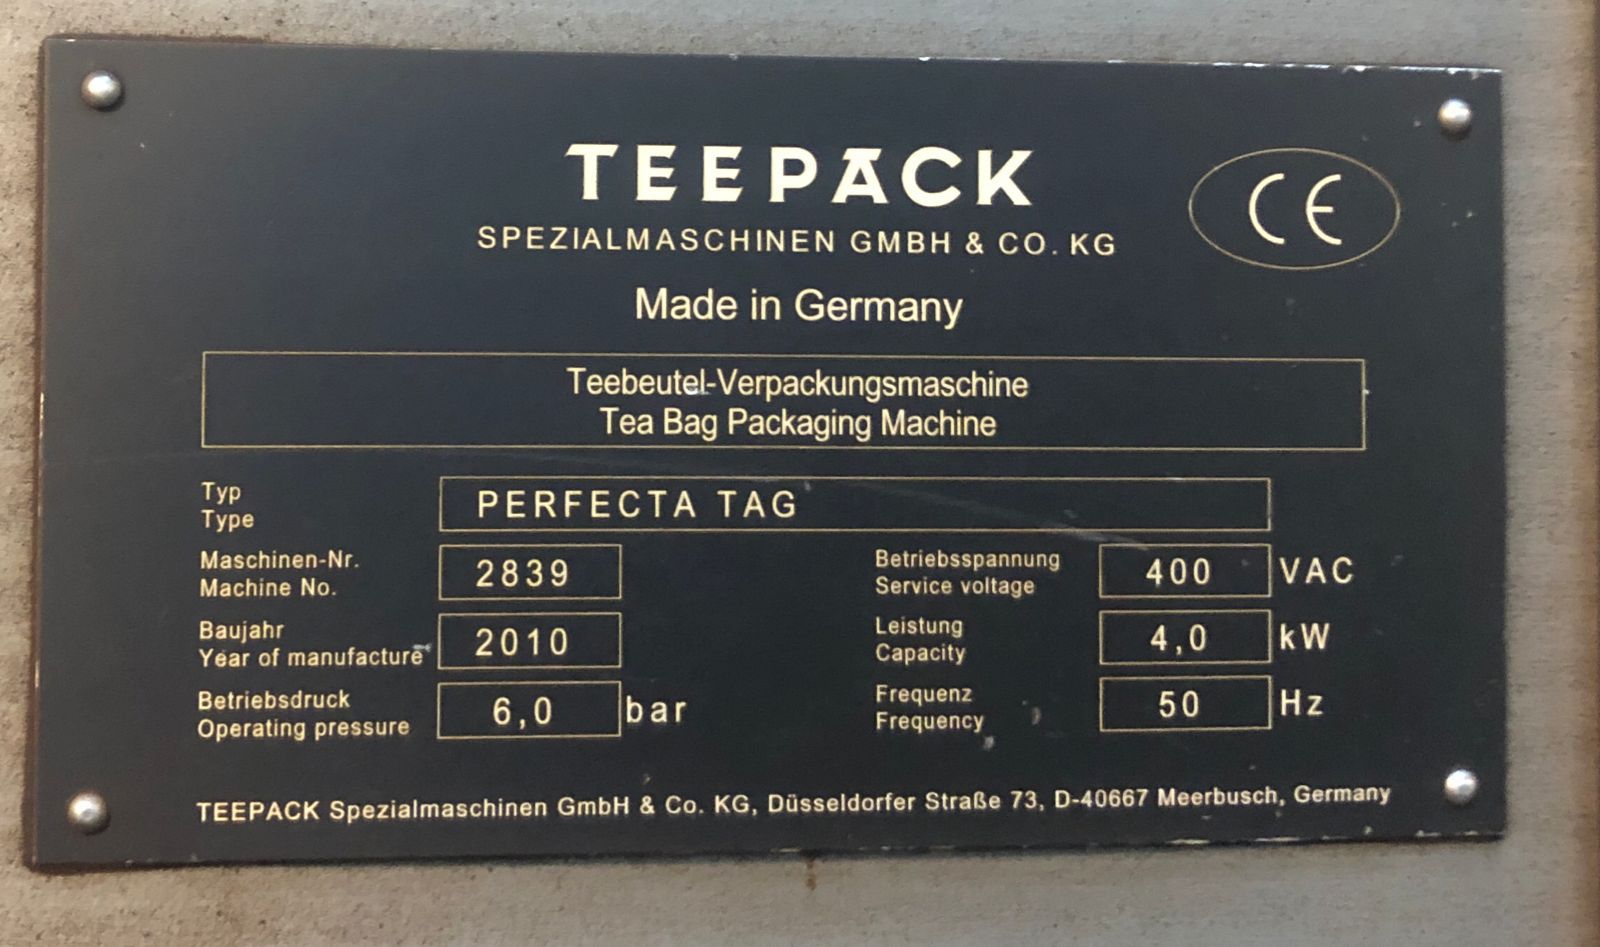 TEEPACK
SPEZIALMASCHINEN GMBH & CO. KG
CE
Made in Germany
Teebeutel-Verpackungsmaschine
Tea Bag Packaging Machine
Typ
Type
PERFECTA TAG
Maschinen-Nr.
Machine No.
2839
Betriebsspannung
Service voltage
400 VAC
Baujahr
Year of manufacture
2010
Leistung
Capacity
4,0 kW
Betriebsdruck
Operating pressure
6,0 bar
Frequenz
Frequency
50 Hz
TEEPACK Spezialmaschinen GmbH & Co. KG, Düsseldorfer Straße 73, D-40667 Meerbusch, Germany